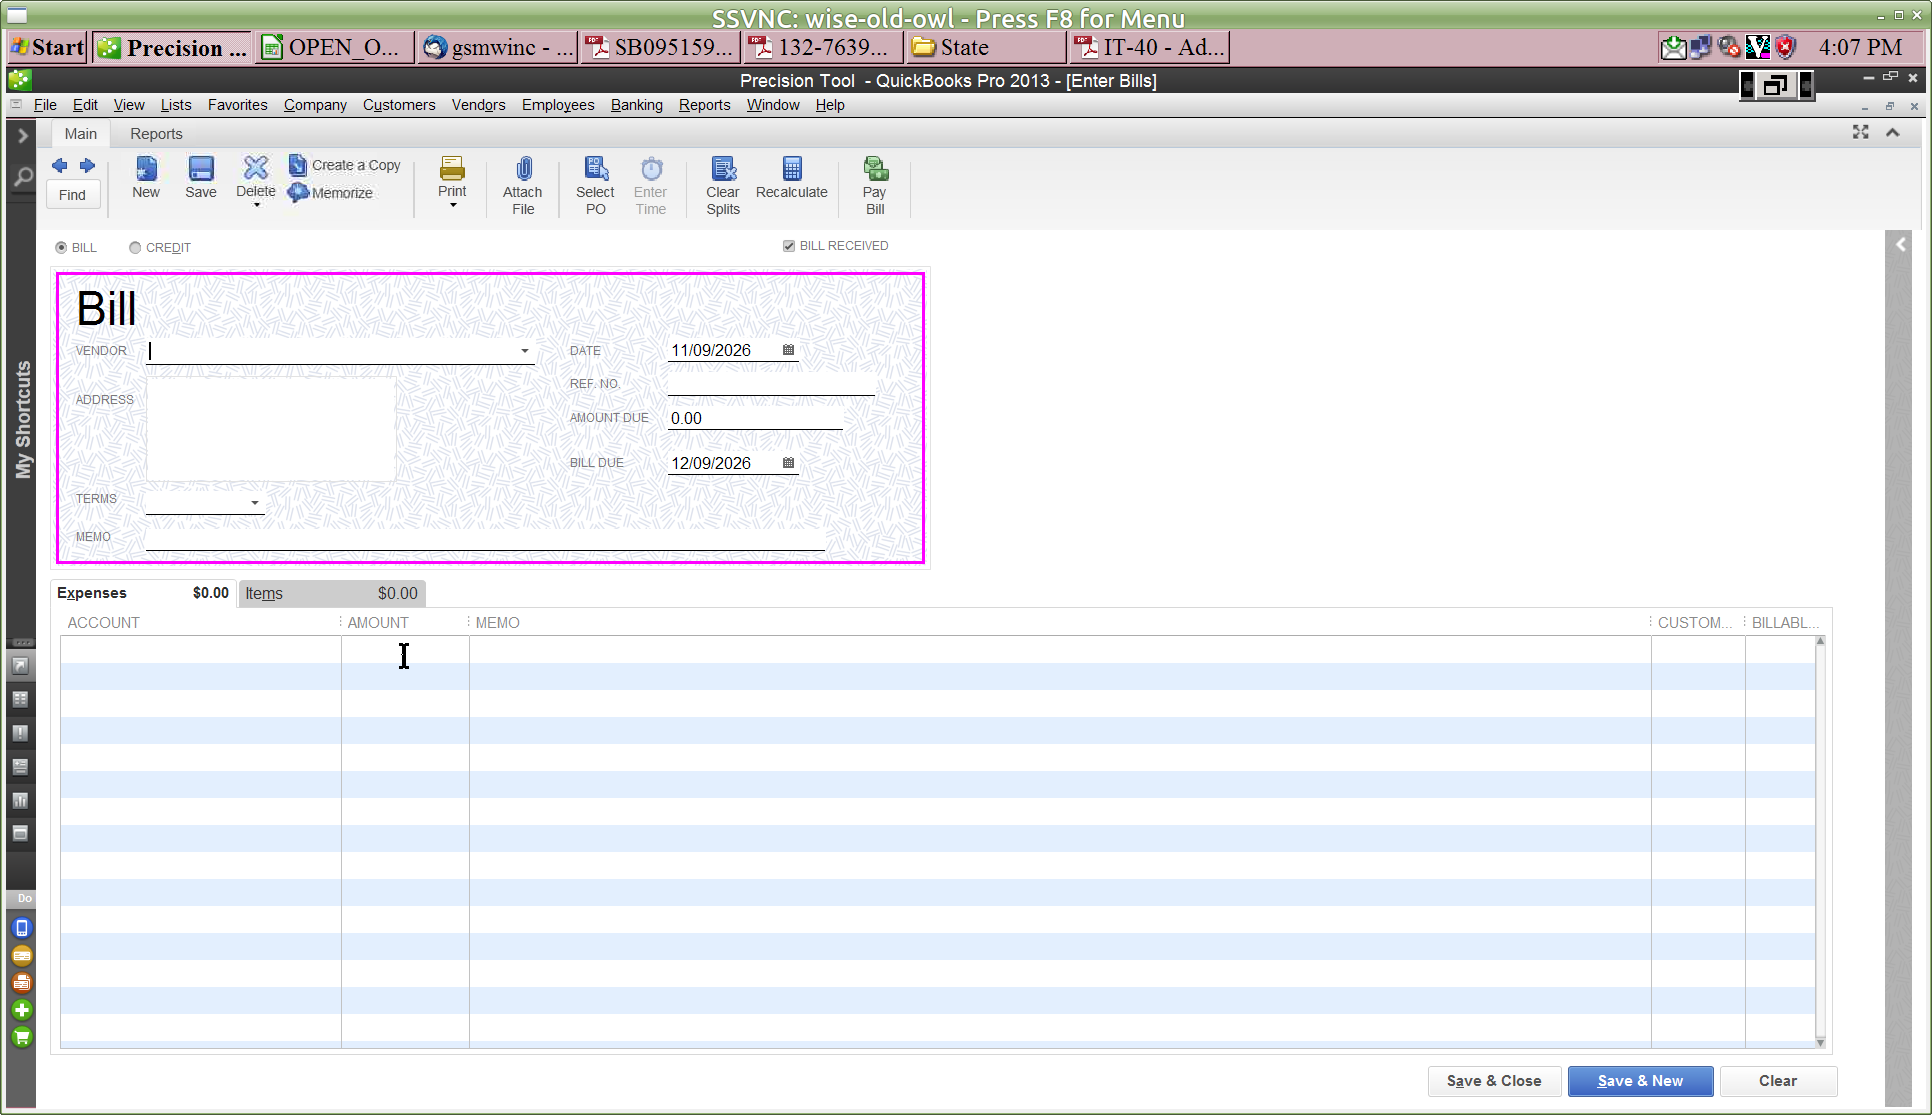 SSVNC: wise-old-owl - Press F8 for Menu
Start Precision ... OPEN_O... gsmwinc - ... SB095159... 132-7639... State IT-40 - Ad... 4:07 PM
Precision Tool - QuickBooks Pro 2013 - [Enter Bills]
File Edit View Lists Favorites Company Customers Vendors Employees Banking Reports Window Help
Main Reports
Find New Save Delete Create a Copy Memorize Print Attach File Select PO Enter Time Clear Splits Recalculate Pay Bill
BILL CREDIT BILL RECEIVED
Bill
VENDOR DATE 11/09/2026
REF. NO.
ADDRESS
AMOUNT DUE 0.00
BILL DUE 12/09/2026
TERMS
MEMO
My Shortcuts
Expenses $0.00 Items $0.00
ACCOUNT AMOUNT MEMO CUSTOM... BILLABL...
Do
Save & Close Save & New Clear